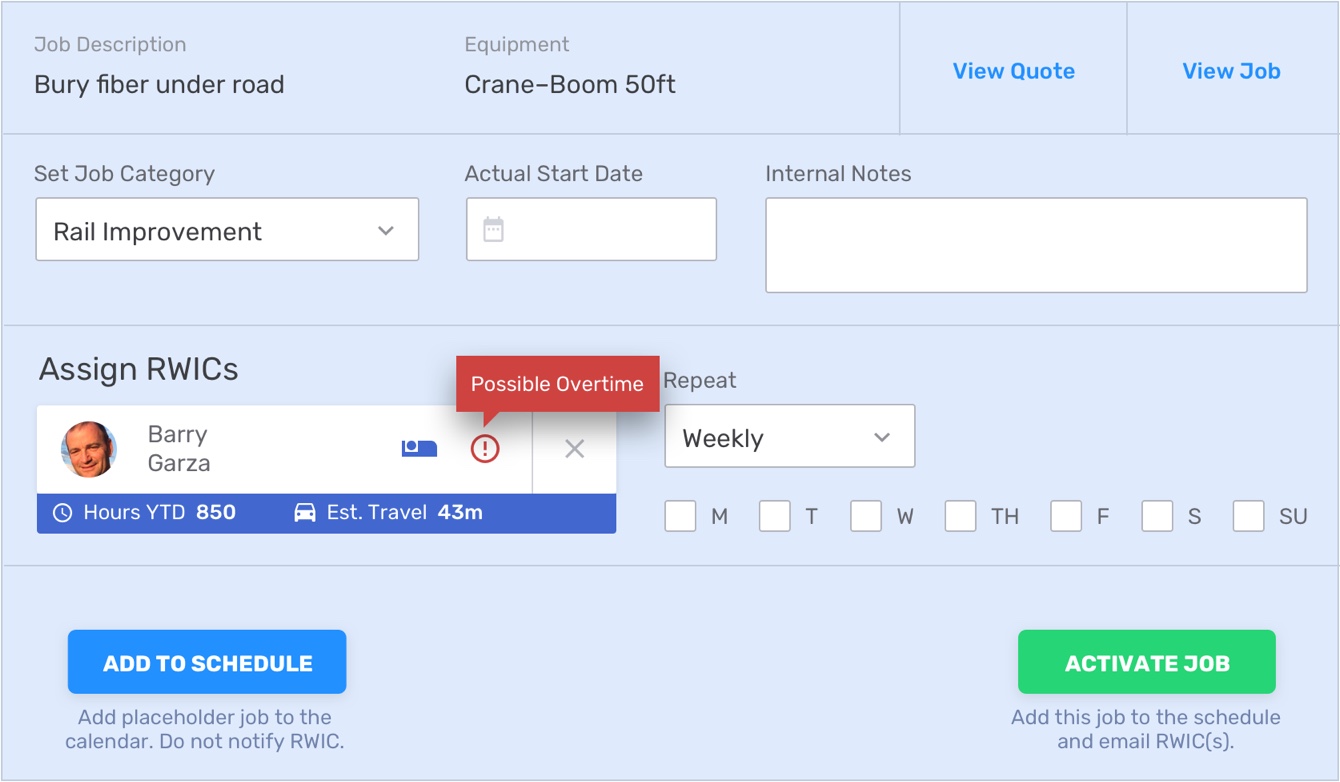 Job Description
Bury fiber under road
Equipment
Crane–Boom 50ft
View Quote
View Job
Set Job Category
Rail Improvement
Actual Start Date
Internal Notes
Assign RWICs
Possible Overtime
Barry
Garza
Hours YTD 850
Est. Travel 43m
Repeat
Weekly
M T W TH F S SU
ADD TO SCHEDULE
Add placeholder job to the
calendar. Do not notify RWIC.
ACTIVATE JOB
Add this job to the schedule
and email RWIC(s).